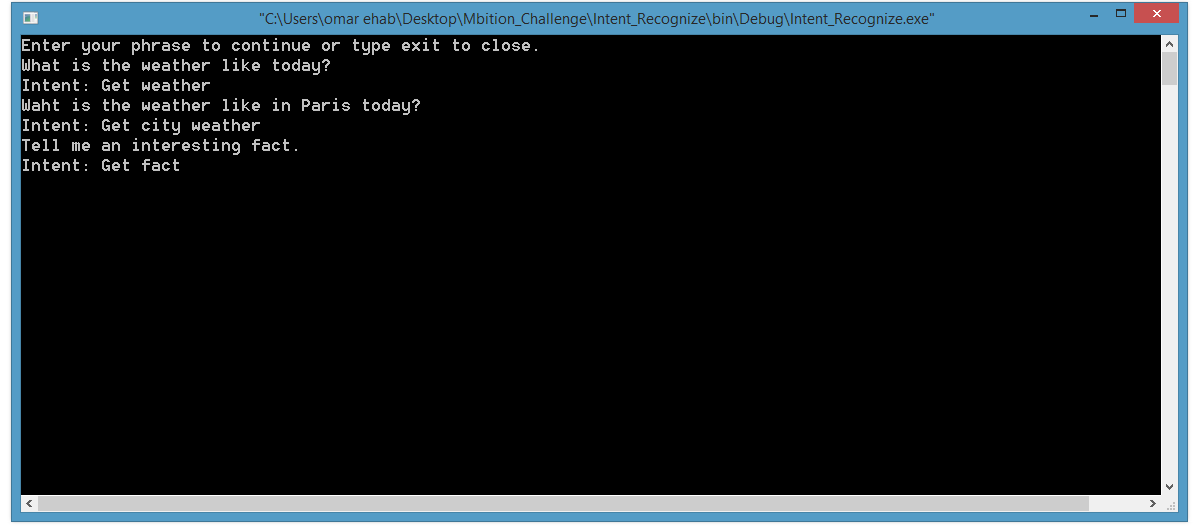 "C:\Users\omar ehab\Desktop\Mbition_Challenge\Intent_Recognize\bin\Debug\Intent_Recognize.exe"
Enter your phrase to continue or type exit to close.
What is the weather like today?
Intent: Get weather
Waht is the weather like in Paris today?
Intent: Get city weather
Tell me an interesting fact.
Intent: Get fact